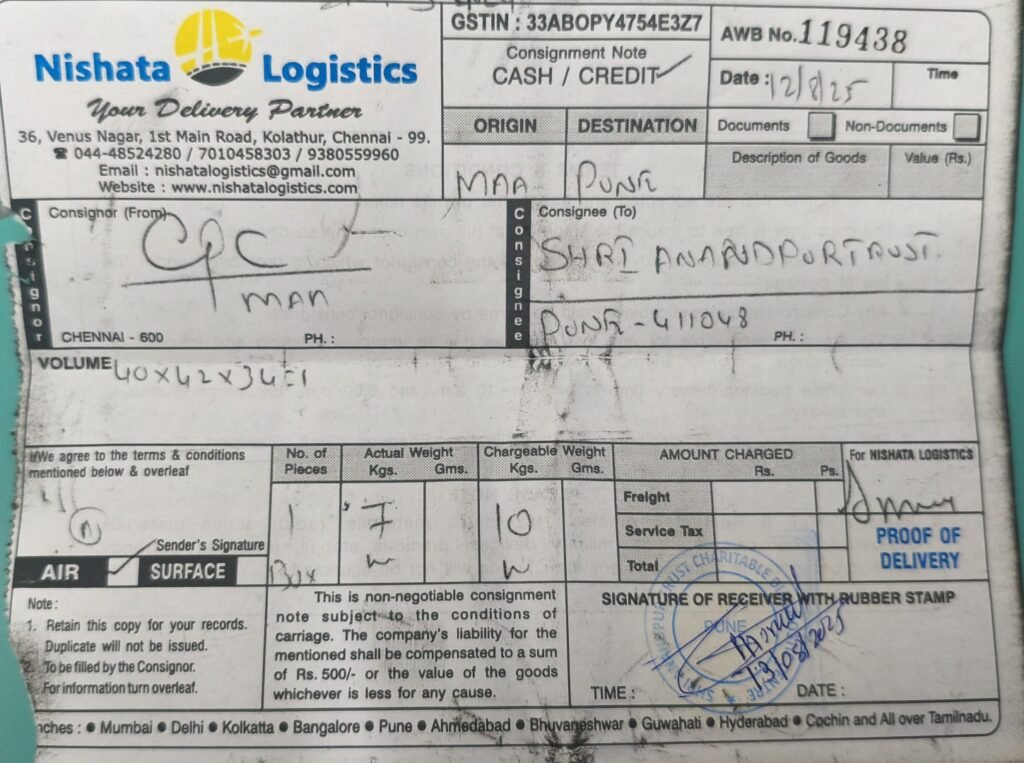 Nishata Logistics
Your Delivery Partner
36, Venus Nagar, 1st Main Road, Kolathur, Chennai - 99.
☎ 044-48524280 / 7010458303 / 9380559960
Email : nishatalogistics@gmail.com
Website : www.nishatalogistics.com
GSTIN : 33ABOPY4754E3Z7
Consignment Note
CASH / CREDIT ✓
AWB No. 119438
Date : 12/8/25
Time
ORIGIN DESTINATION
MAA PUNE
Documents Non-Documents
Description of Goods Value (Rs.)
Consignor
Consignor (From)
CPC
MAA
CHENNAI - 600 PH. :
Consignee
Consignee (To)
SHRI ANANDPUR TRUST.
PUNE - 411048
PH. :
VOLUME 40x42x34=1
I/We agree to the terms & conditions
mentioned below & overleaf
Sender's Signature
AIR ✓ SURFACE
No. of Pieces
1
Box
Actual Weight
Kgs. Gms.
7
Chargeable Weight
Kgs. Gms.
10
AMOUNT CHARGED
Rs. Ps.
Freight
Service Tax
Total
For NISHATA LOGISTICS
PROOF OF
DELIVERY
Note :
1. Retain this copy for your records.
Duplicate will not be issued.
2. To be filled by the Consignor.
For information turn overleaf.
This is non-negotiable consignment
note subject to the conditions of
carriage. The company's liability for the
mentioned shall be compensated to a sum
of Rs. 500/- or the value of the goods
whichever is less for any cause.
SIGNATURE OF RECEIVER WITH RUBBER STAMP
TRUST CHARITABLE
PUNE
13/08/2025
TIME : DATE :
nches : ● Mumbai ● Delhi ● Kolkatta ● Bangalore ● Pune ● Ahmedabad ● Bhuvaneshwar ● Guwahati ● Hyderabad ● Cochin and All over Tamilnadu.